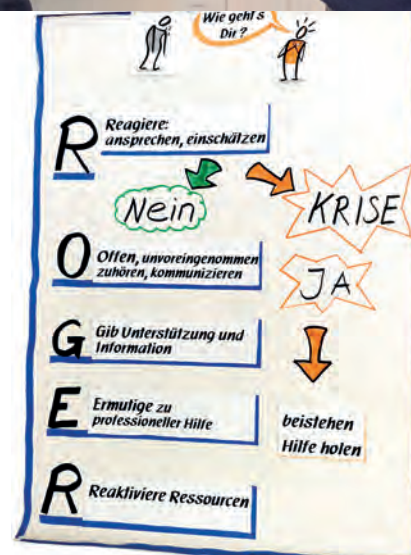 Wie geht's
Dir?
R Reagiere:
ansprechen, einschätzen
Nein
KRISE
JA
O Offen, unvoreingenommen
zuhören, kommunizieren
G Gib Unterstützung und
Information
E Ermutige zu
professioneller Hilfe
beistehen
Hilfe holen
R Reaktiviere Ressourcen